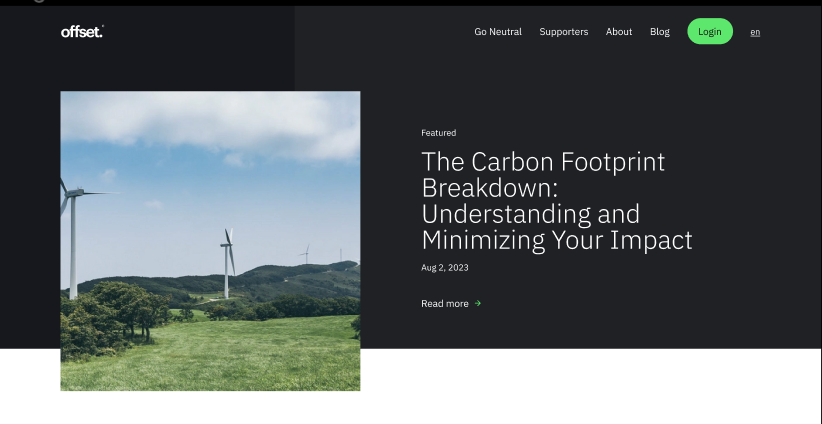 offset.
Go Neutral Supporters About Blog Login en
Featured
The Carbon Footprint
Breakdown:
Understanding and
Minimizing Your Impact
Aug 2, 2023
Read more →